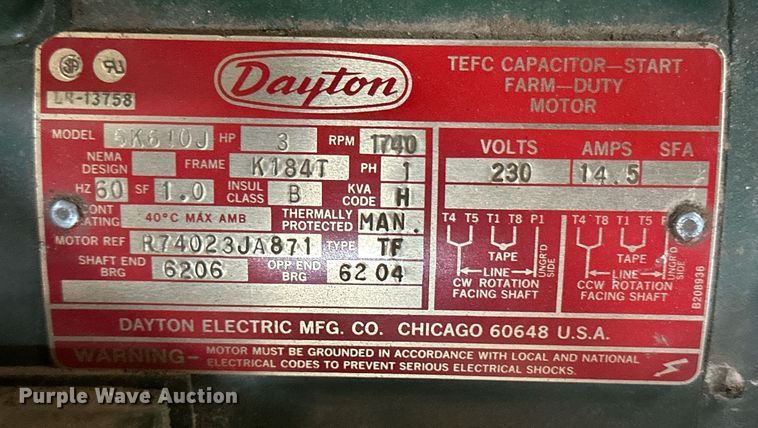 Dayton
TEFC CAPACITOR—START
FARM—DUTY
MOTOR
LR-13758
MODEL 5K610J HP 3 RPM 1740
NEMA DESIGN FRAME K184T PH 1
HZ 60 SF 1.0 INSUL CLASS B KVA CODE H
CONT RATING 40°C MAX AMB THERMALLY PROTECTED MAN.
MOTOR REF R74023JA871 TYPE TF
SHAFT END BRG 6206 OPP END BRG 6204
VOLTS AMPS SFA
230 14.5
T4 T5 T1 T8 P1
TAPE
LINE
UNGR'D SIDE
CW ROTATION
FACING SHAFT
T4 T8 T1 T5
TAPE
LINE
UNGR'D SIDE
CCW ROTATION
FACING SHAFT
B208936
DAYTON ELECTRIC MFG. CO. CHICAGO 60648 U.S.A.
WARNING- MOTOR MUST BE GROUNDED IN ACCORDANCE WITH LOCAL AND NATIONAL
ELECTRICAL CODES TO PREVENT SERIOUS ELECTRICAL SHOCKS.
Purple Wave Auction